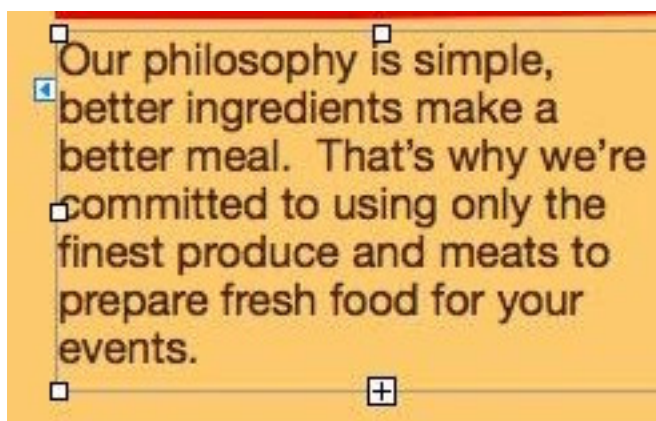 Our philosophy is simple,
better ingredients make a
better meal.  That’s why we’re
committed to using only the
finest produce and meats to
prepare fresh food for your
events.